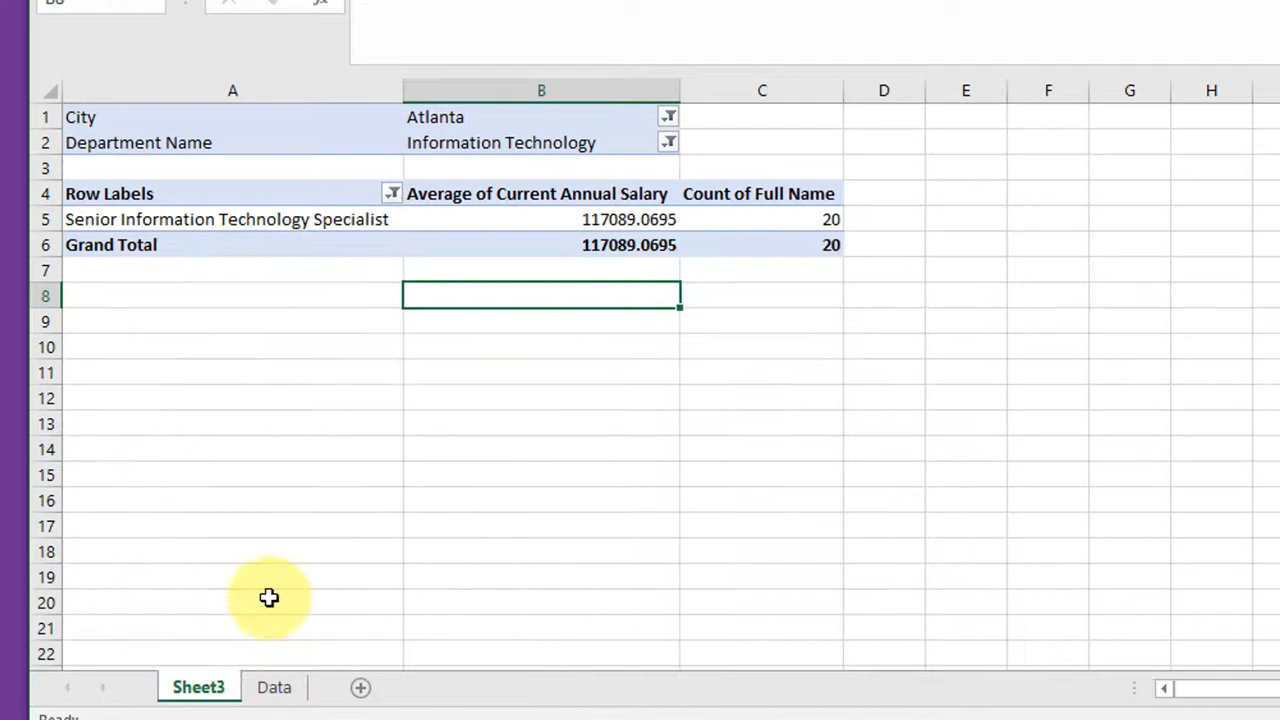 A B C D E F G H
1 City Atlanta
2 Department Name Information Technology
3
4 Row Labels Average of Current Annual Salary Count of Full Name
5 Senior Information Technology Specialist 117089.0695 20
6 Grand Total 117089.0695 20
7
8
9
10
11
12
13
14
15
16
17
18
19
20
21
22
Sheet3 Data
Ready